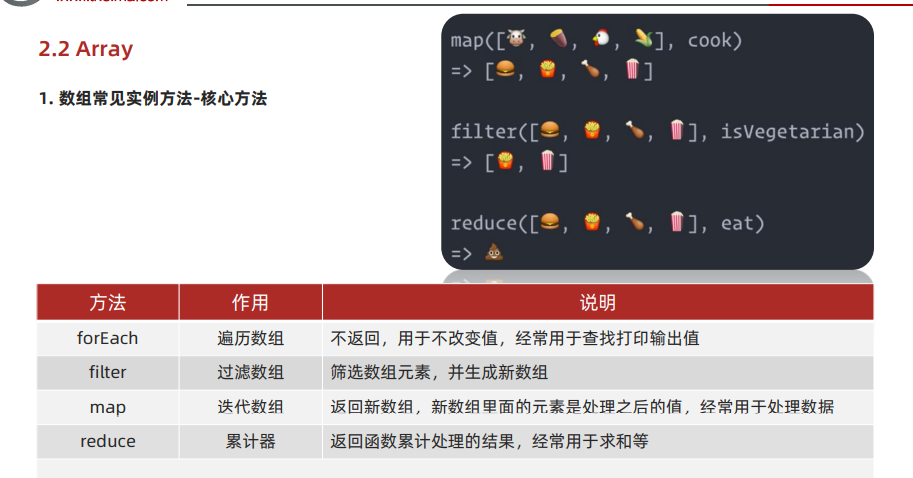 2.2 Array
1. 数组常见实例方法-核心方法
map([🐮, 🍠, 🐔, 🌽], cook)
=> [🍔, 🍟, 🍗, 🍿]
filter([🍔, 🍟, 🍗, 🍿], isVegetarian)
=> [🍟, 🍿]
reduce([🍔, 🍟, 🍗, 🍿], eat)
=> 💩
方法 作用 说明
forEach 遍历数组 不返回，用于不改变值，经常用于查找打印输出值
filter 过滤数组 筛选数组元素，并生成新数组
map 迭代数组 返回新数组，新数组里面的元素是处理之后的值，经常用于处理数据
reduce 累计器 返回函数累计处理的结果，经常用于求和等